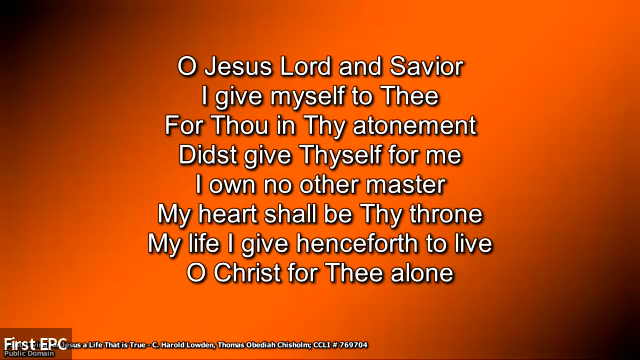 O Jesus Lord and Savior
I give myself to Thee
For Thou in Thy atonement
Didst give Thyself for me
I own no other master
My heart shall be Thy throne
My life I give henceforth to live
O Christ for Thee alone
First EPC
Jesus a Life That is True - C. Harold Lowden, Thomas Obediah Chisholm; CCLI # 769704
Public Domain